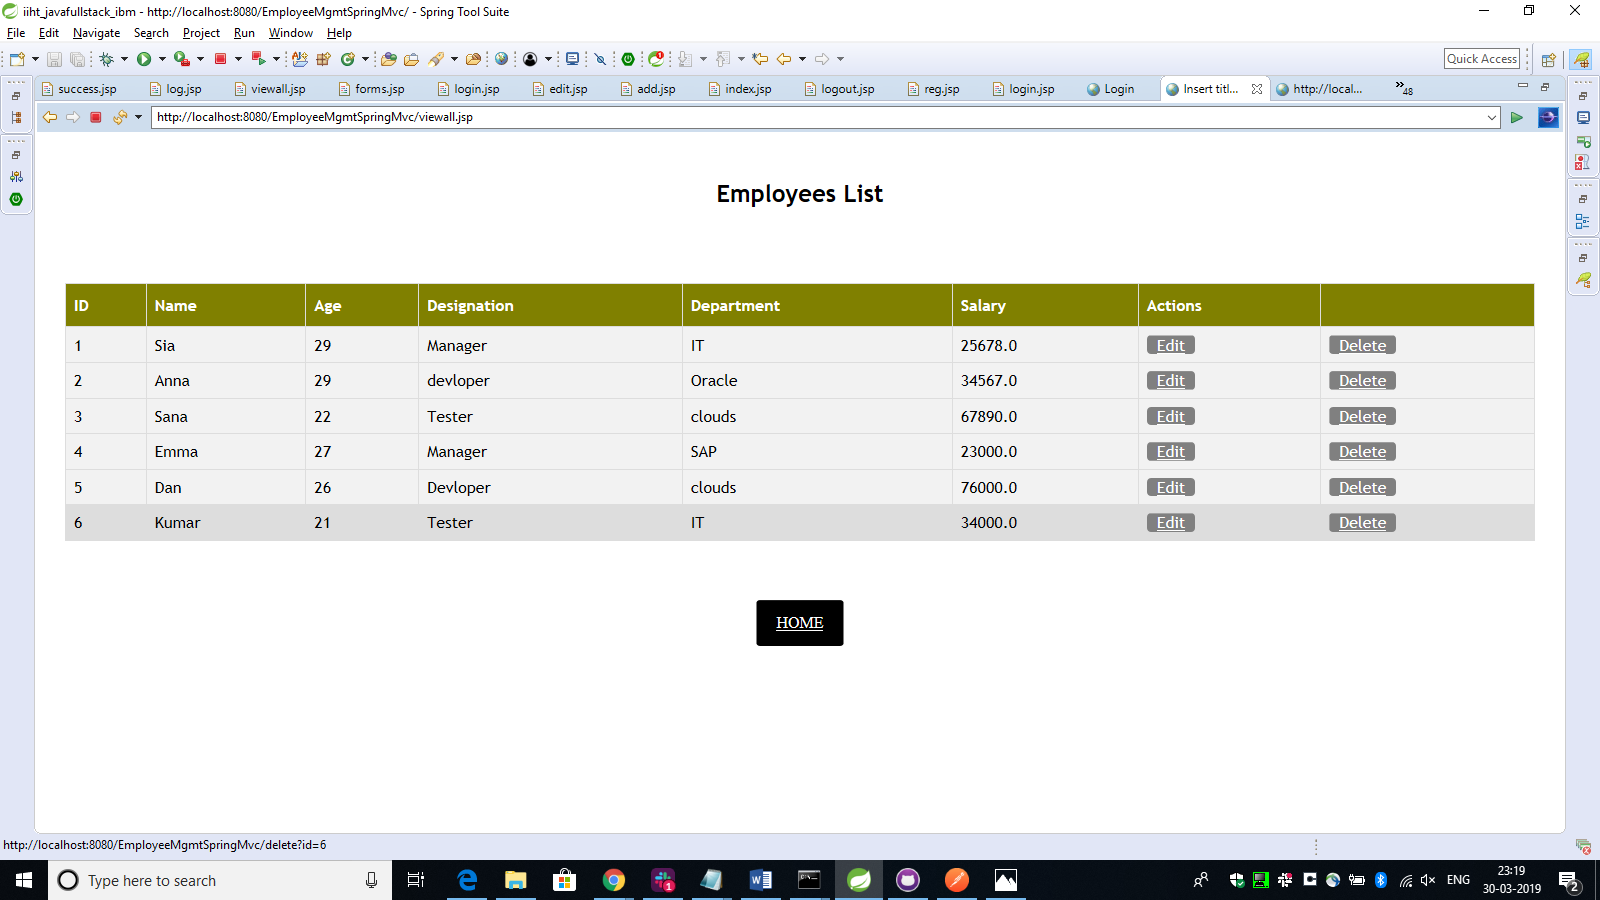 iiht_javafullstack_ibm - http://localhost:8080/EmployeeMgmtSpringMvc/ - Spring Tool Suite
File Edit Navigate Search Project Run Window Help
Quick Access
success.jsp log.jsp viewall.jsp forms.jsp login.jsp edit.jsp add.jsp index.jsp logout.jsp reg.jsp login.jsp Login Insert titl... http://local... »48
http://localhost:8080/EmployeeMgmtSpringMvc/viewall.jsp
Employees List
ID Name Age Designation Department Salary Actions
1 Sia 29 Manager IT 25678.0 Edit Delete
2 Anna 29 devloper Oracle 34567.0 Edit Delete
3 Sana 22 Tester clouds 67890.0 Edit Delete
4 Emma 27 Manager SAP 23000.0 Edit Delete
5 Dan 26 Devloper clouds 76000.0 Edit Delete
6 Kumar 21 Tester IT 34000.0 Edit Delete
HOME
http://localhost:8080/EmployeeMgmtSpringMvc/delete?id=6
Type here to search
1
ENG
23:19
30-03-2019
2